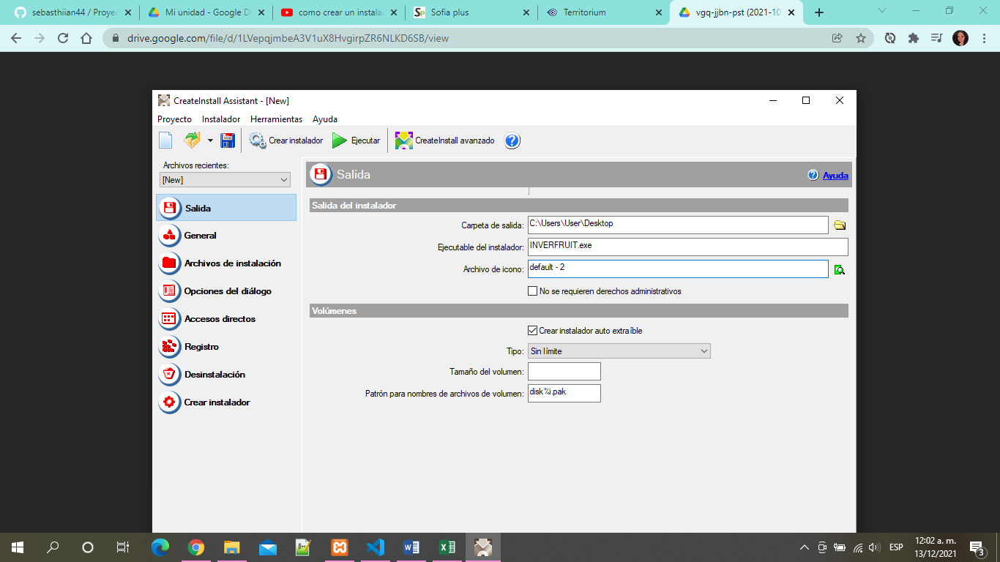 sebasthiian44 / Proyec
Mi unidad - Google D
como crear un instalad
Sofia plus
Territorium
vgq-jjbn-pst (2021-10
drive.google.com/file/d/1LVepqjmbeA3V1uX8HvgirpZR6NLKD6SB/view
CreateInstall Assistant - [New]
Proyecto Instalador Herramientas Ayuda
Crear instalador Ejecutar CreateInstall avanzado
Archivos recientes:
[New]
Salida
General
Archivos de instalación
Opciones del diálogo
Accesos directos
Registro
Desinstalación
Crear instalador
Salida
Ayuda
Salida del instalador
Carpeta de salida: C:\Users\User\Desktop
Ejecutable del instalador: INVERFRUIT.exe
Archivo de icono: default - 2
No se requieren derechos administrativos
Volúmenes
Crear instalador auto extraíble
Tipo: Sin límite
Tamaño del volumen:
Patrón para nombres de archivos de volumen: disk%i.pak
ESP
12:02 a. m.
13/12/2021
3